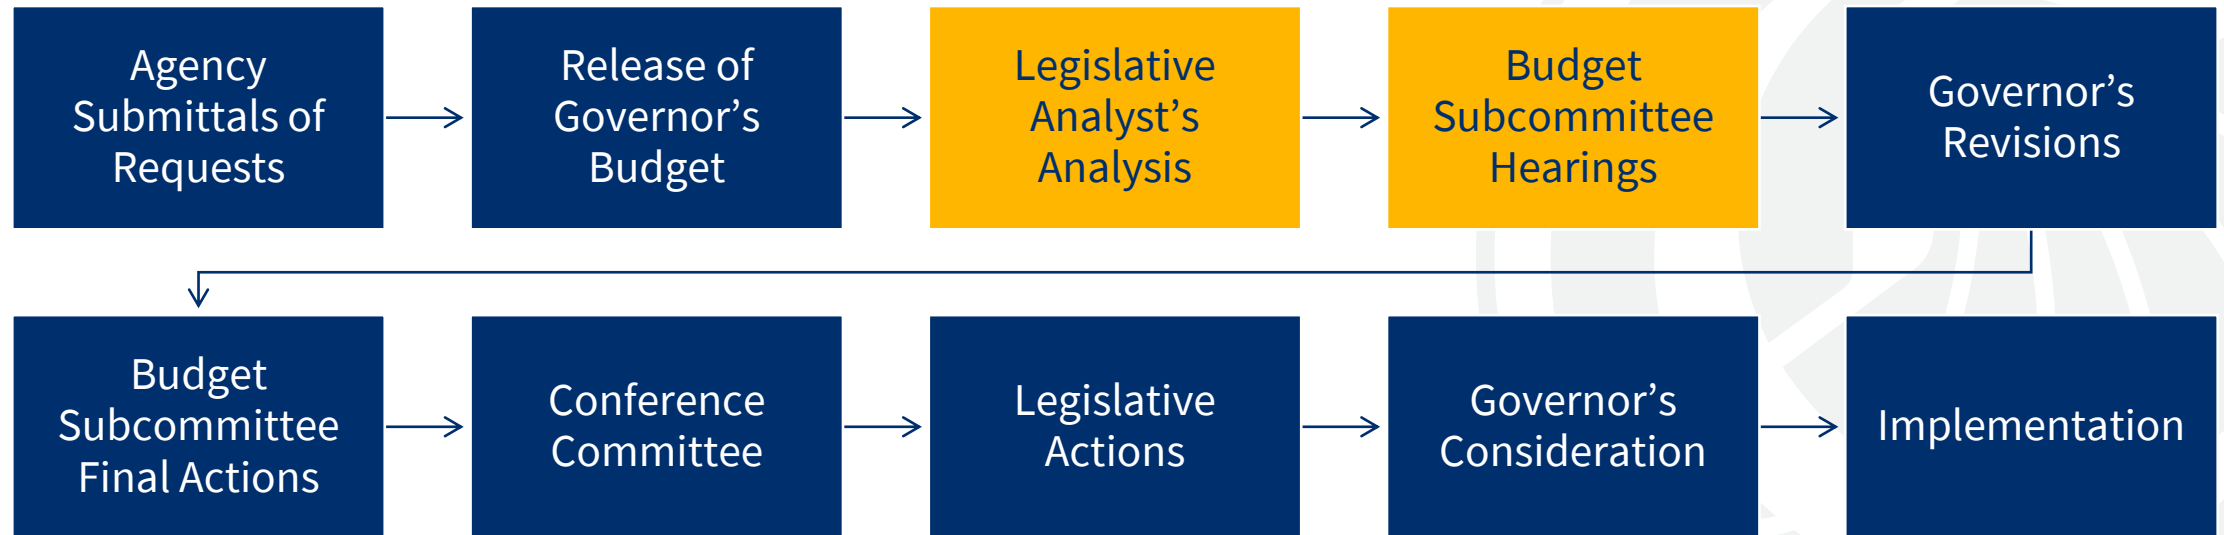 Agency
Submittals of
Requests
Release of
Governor’s
Budget
Legislative
Analyst’s
Analysis
Budget
Subcommittee
Hearings
Governor’s
Revisions
Budget
Subcommittee
Final Actions
Conference
Committee
Legislative
Actions
Governor’s
Consideration
Implementation